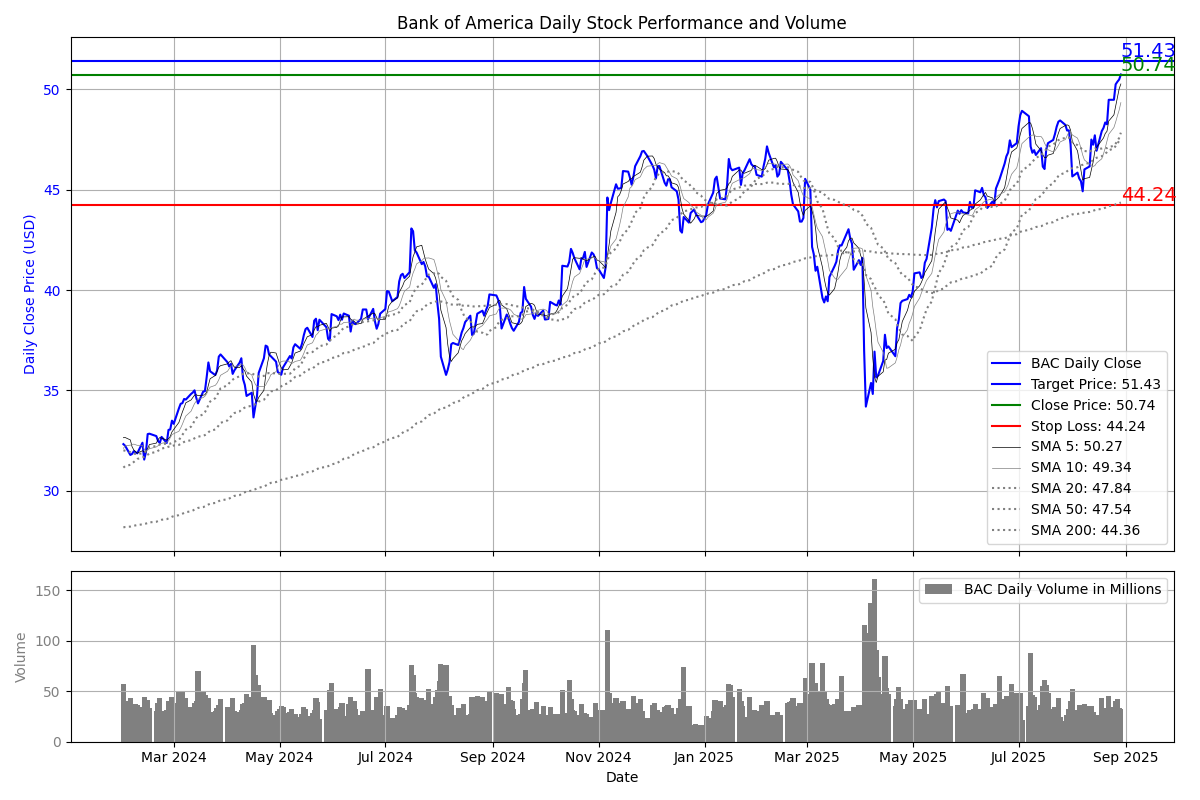 Bank of America Daily Stock Performance and Volume
51.43
50.74
44.24
50
45
40
35
30
Daily Close Price (USD)
BAC Daily Close
Target Price: 51.43
Close Price: 50.74
Stop Loss: 44.24
SMA 5: 50.27
SMA 10: 49.34
SMA 20: 47.84
SMA 50: 47.54
SMA 200: 44.36
150
100
50
0
Volume
BAC Daily Volume in Millions
Mar 2024 May 2024 Jul 2024 Sep 2024 Nov 2024 Jan 2025 Mar 2025 May 2025 Jul 2025 Sep 2025
Date